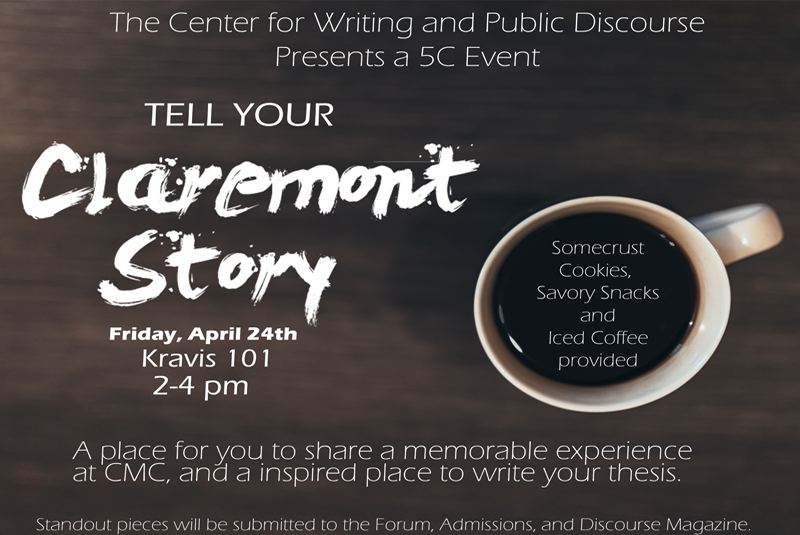 The Center for Writing and Public Discourse
Presents a 5C Event
TELL YOUR
Claremont
Story
Friday, April 24th
Kravis 101
2-4 pm
Somecrust
Cookies,
Savory Snacks
and
Iced Coffee
provided
A place for you to share a memorable experience
at CMC, and a inspired place to write your thesis.
Standout pieces will be submitted to the Forum, Admissions, and Discourse Magazine.